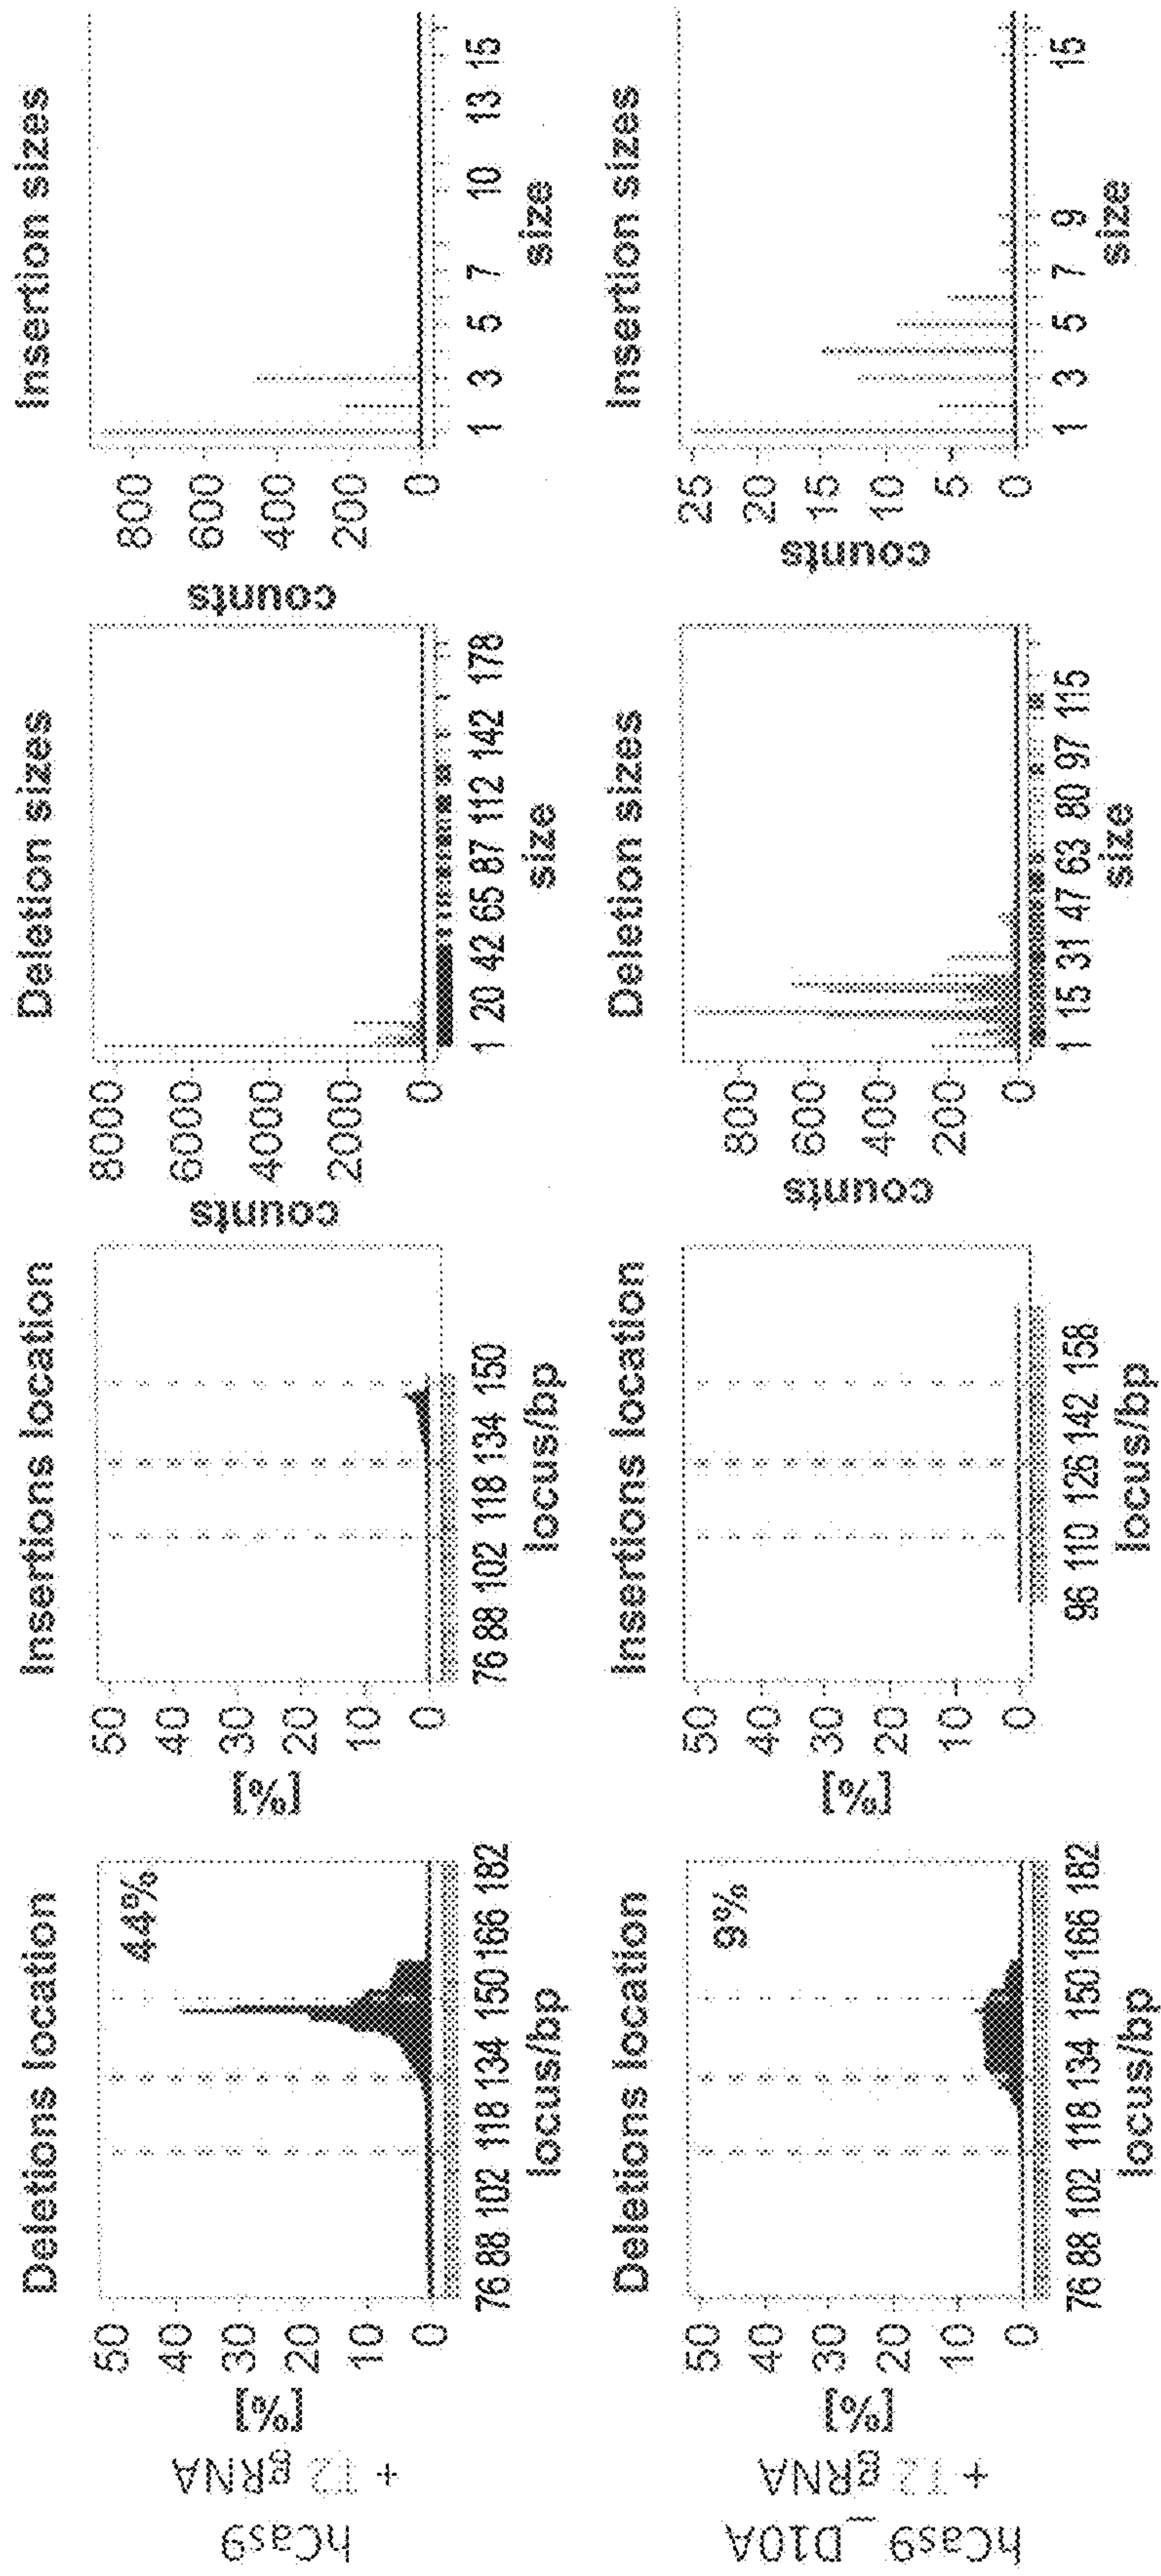 hCas9
+ T2 gRNA
Deletions location
44%
[%]
50
40
30
20
10
0
76 88 102 118 134 150 166 182
locus/bp
Insertions location
[%]
50
40
30
20
10
0
76 88 102 118 134 150
locus/bp
Deletion sizes
counts
8000
6000
4000
2000
0
1 20 42 65 87 112 142 178
size
Insertion sizes
counts
800
600
400
200
0
1 3 5 7 10 13 15
size
hCas9_D10A
+ T2 gRNA
Deletions location
9%
[%]
50
40
30
20
10
0
76 88 102 118 134 150 166 182
locus/bp
Insertions location
[%]
50
40
30
20
10
0
96 110 126 142 158
locus/bp
Deletion sizes
counts
800
600
400
200
0
1 15 31 47 63 80 97 115
size
Insertion sizes
counts
25
20
15
10
5
0
1 3 5 7 9 15
size